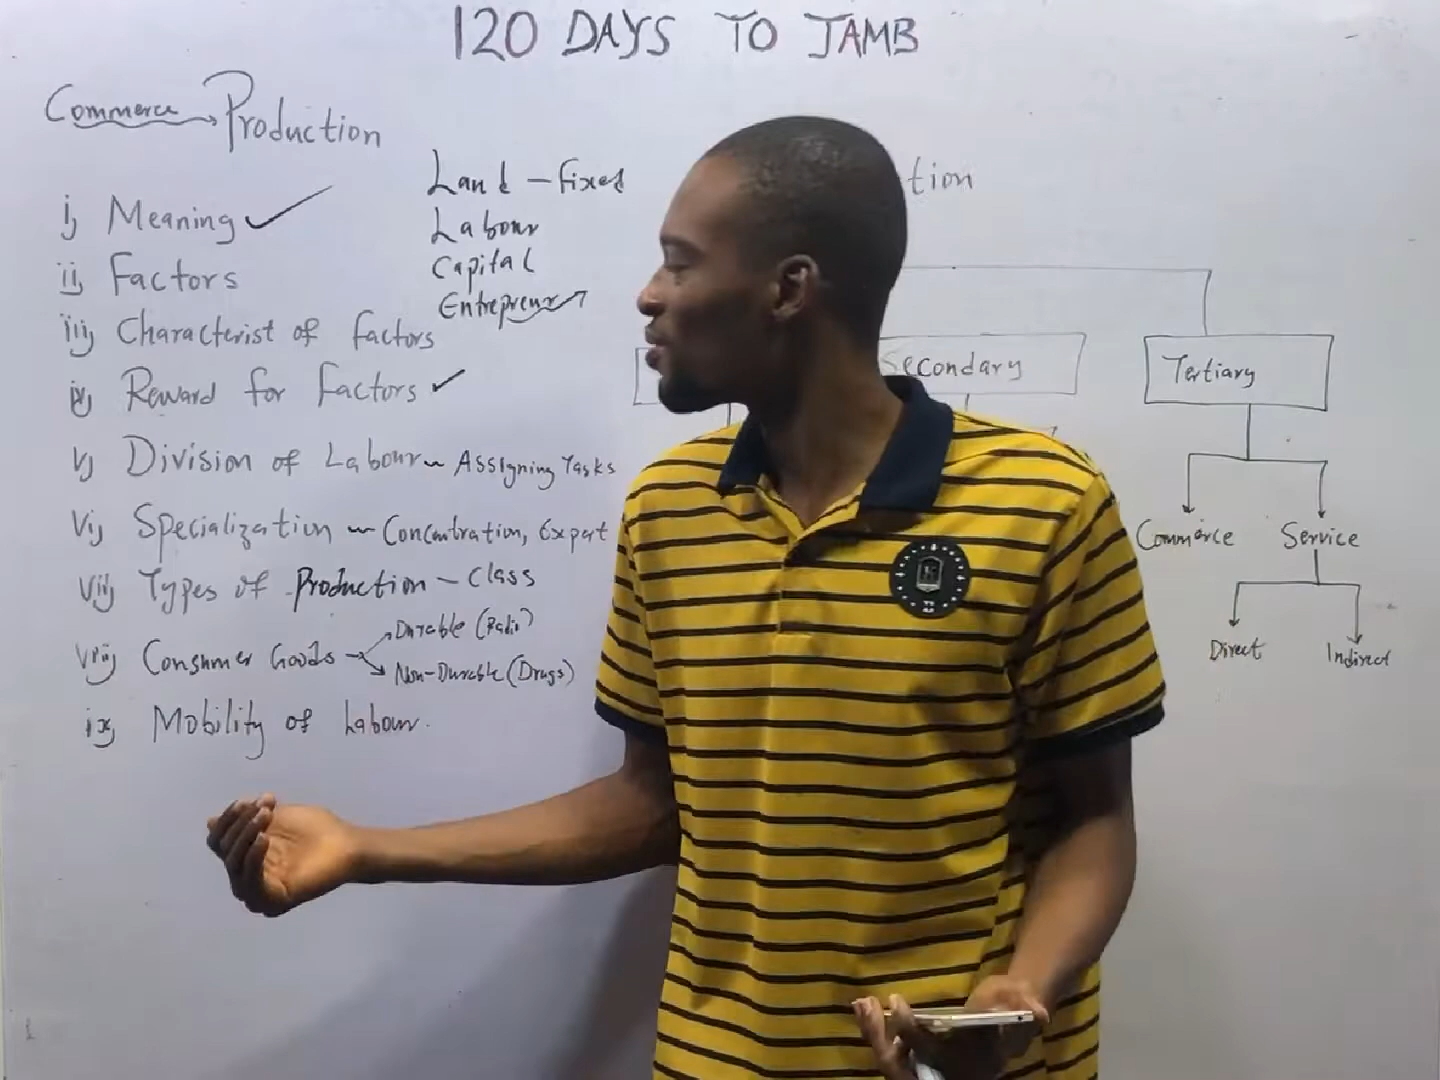 120 DAYS TO JAMB
Commerce → Production
i) Meaning ✓
ii) Factors
iii) Characterist of factors
iv) Reward for Factors ✓
v) Division of Labour ~ Assigning Tasks
vi) Specialization ~ Concentration, Expert
vii) Types of Production - Class
viii) Consumer Goods
Durable (Radio)
Non-Durable (Drugs)
ix) Mobility of Labour.
Land - fixed
Labour
Capital
tion
Secondary
Tertiary
Commerce
Service
Direct
Indirect